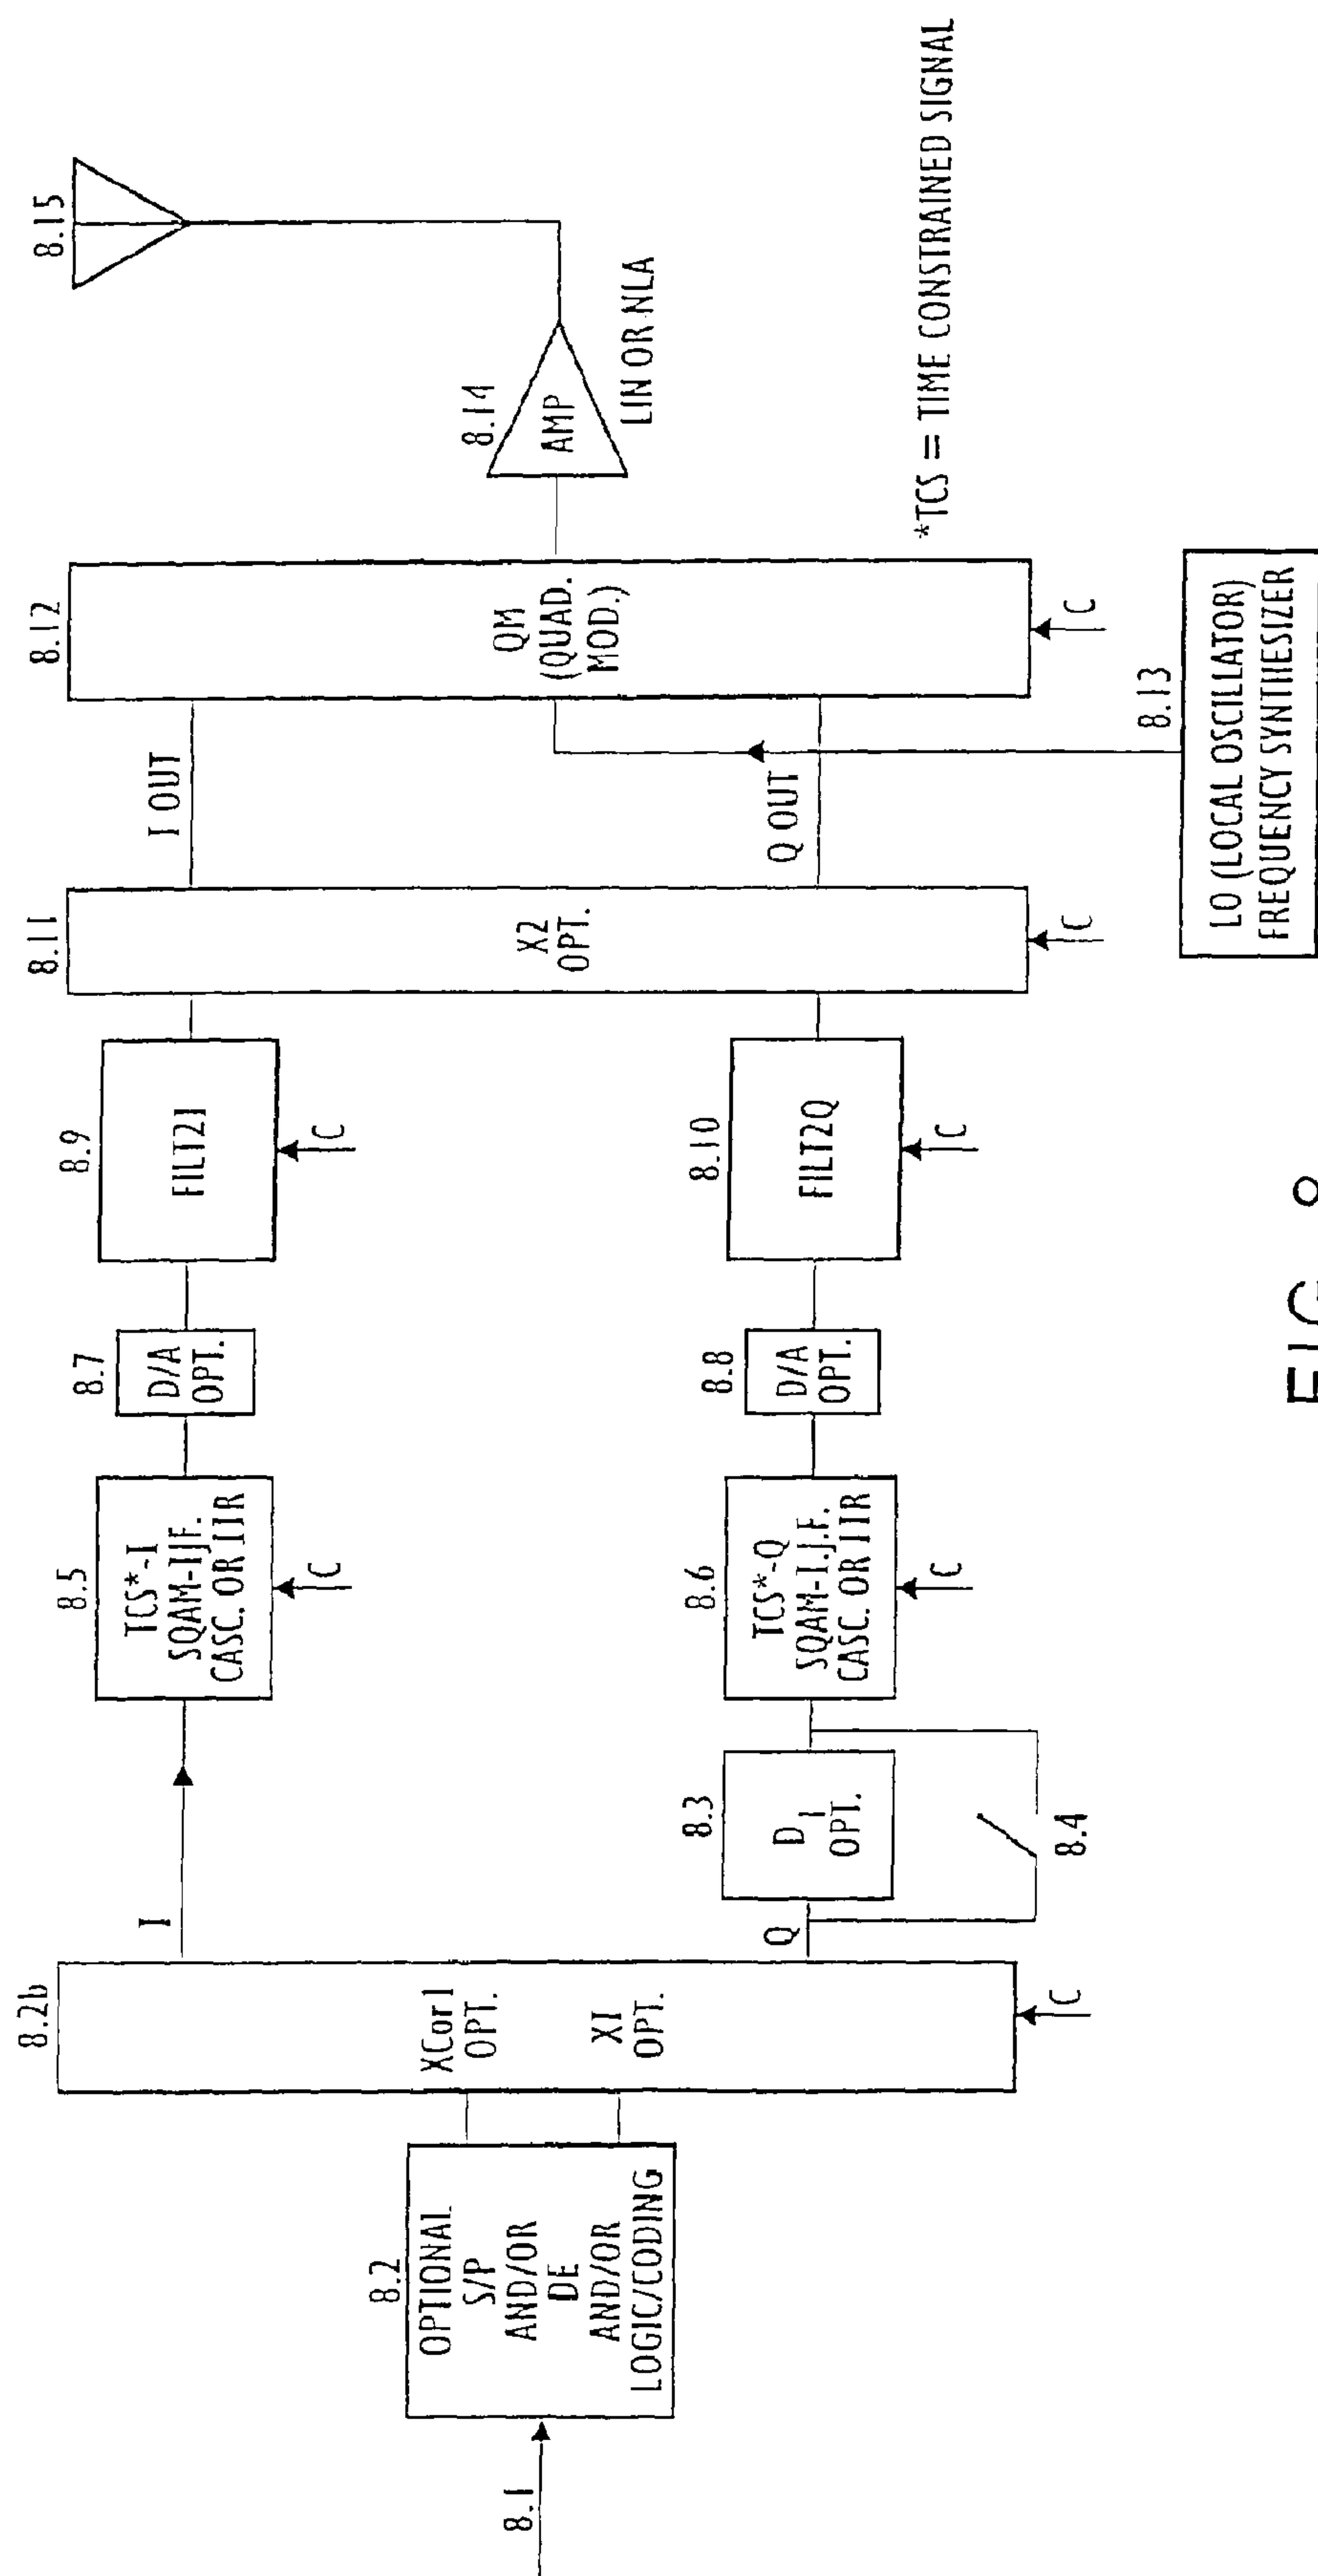 8.1
8.2
OPTIONAL
S/P
AND/OR
DE
AND/OR
LOGIC/CODING
8.2b
XCor1
OPT.
X1
OPT.
C
I
Q
8.3
D1
OPT.
8.4
8.5
TCS*-I
SQAM-IJF.
CASC. OR IIR
C
8.6
TCS*-Q
SQAM-I.J.F.
CASC. OR IIR
C
8.7
D/A
OPT.
8.8
D/A
OPT.
8.9
FILT2I
C
8.10
FILT2Q
C
8.11
X2
OPT.
C
I OUT
Q OUT
8.12
QM
(QUAD.
MOD.)
C
8.13
LO (LOCAL OSCILLATOR)
FREQUENCY SYNTHESIZER
8.14
AMP
LIN OR NLA
8.15
*TCS = TIME CONSTRAINED SIGNAL
FIG. 8